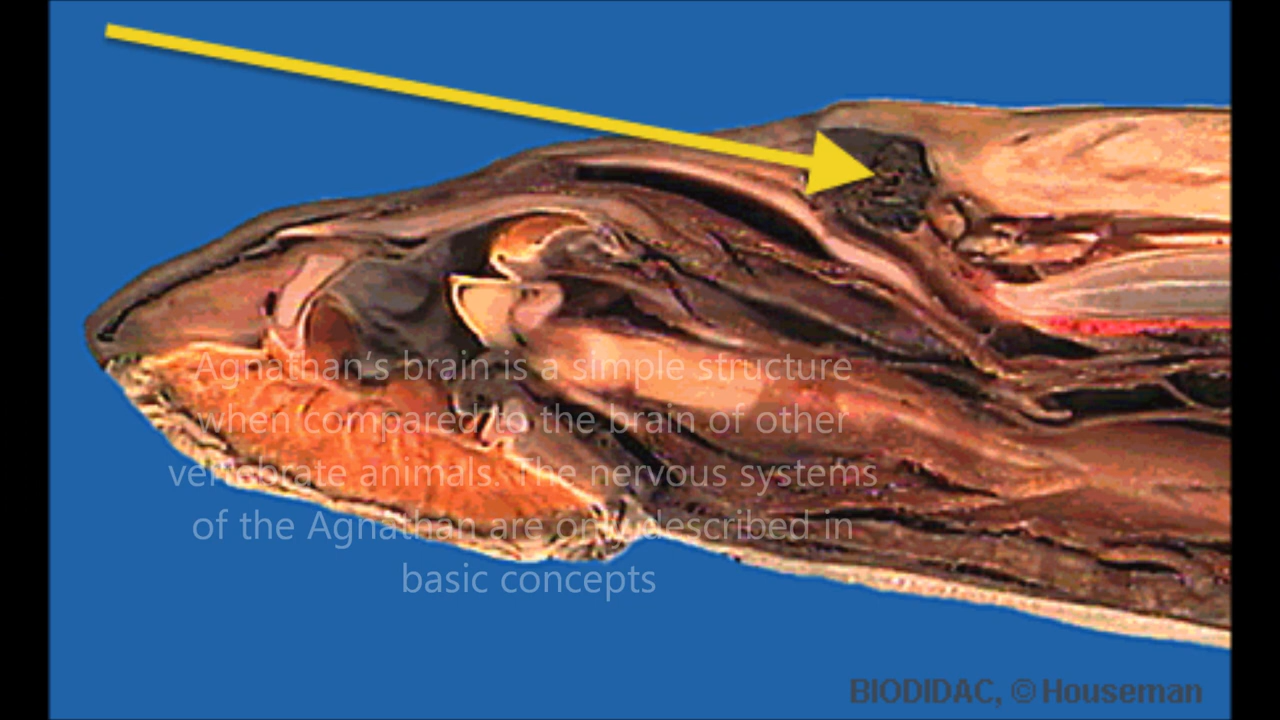 Agnathan's brain is a simple structure
when compared to the brain of other
vertebrate animals. The nervous systems
of the Agnathan are only described in
basic concepts
BIODIDAC, © Houseman